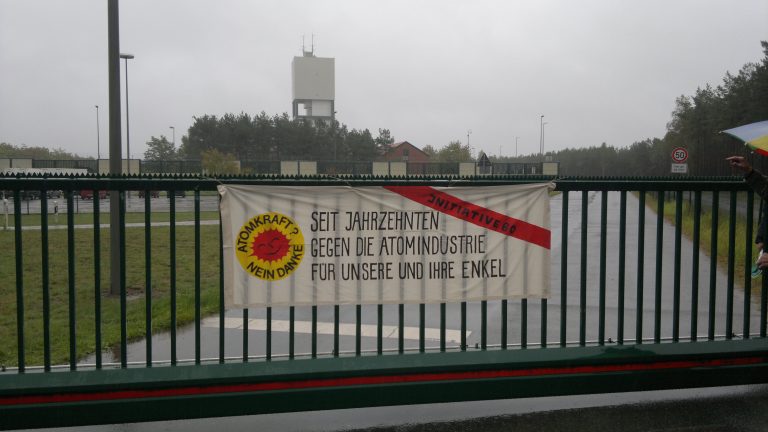 ATOMKRAFT?
NEIN DANKE
INITIATIVE 60
SEIT JAHRZEHNTEN
GEGEN DIE ATOMINDUSTRIE
FÜR UNSERE UND IHRE ENKEL
50